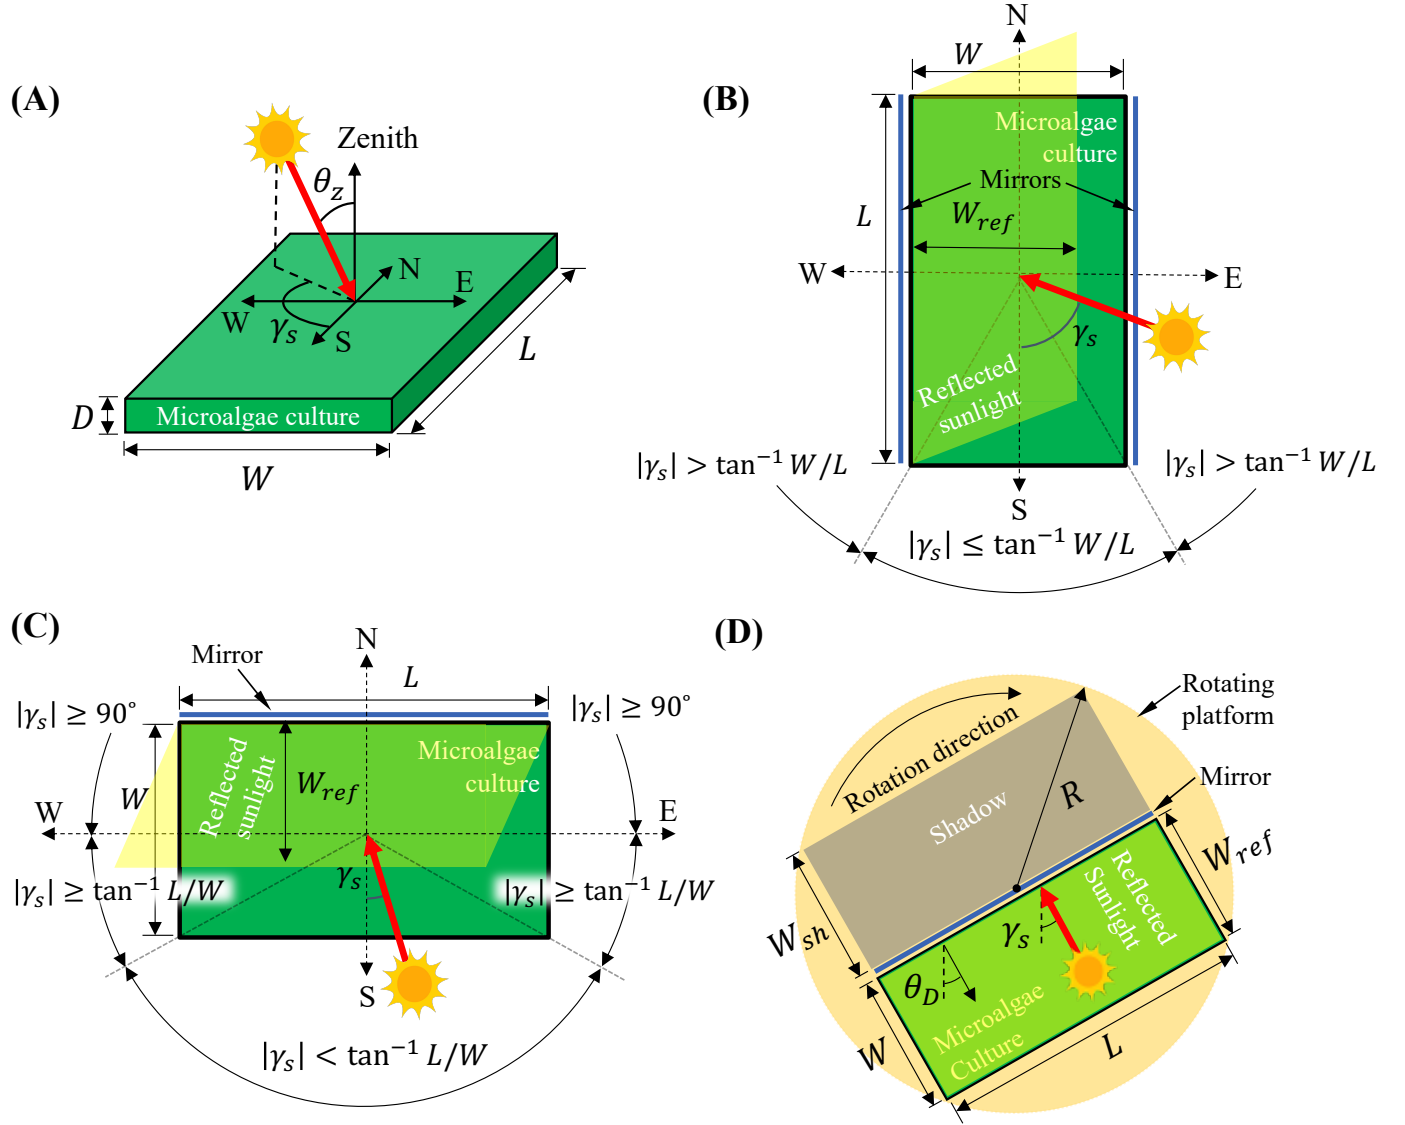 (A)
Zenith
θz
N
E
W
S
γs
L
D
Microalgae culture
W
(B)
N
W
Microalgae
culture
Mirrors
L
Wref
W
E
γs
Reflected
sunlight
|γs| > tan⁻¹ W/L
|γs| > tan⁻¹ W/L
S
|γs| ≤ tan⁻¹ W/L
(C)
N
Mirror
L
|γs| ≥ 90°
|γs| ≥ 90°
Reflected
sunlight
Microalgae
culture
W
Wref
W
E
γs
|γs| ≥ tan⁻¹ L/W
|γs| ≥ tan⁻¹ L/W
S
|γs| < tan⁻¹ L/W
(D)
Rotating
platform
Rotation direction
Mirror
R
Shadow
Wref
Reflected
Sunlight
Wsh
γs
θD
Microalgae
Culture
W
L